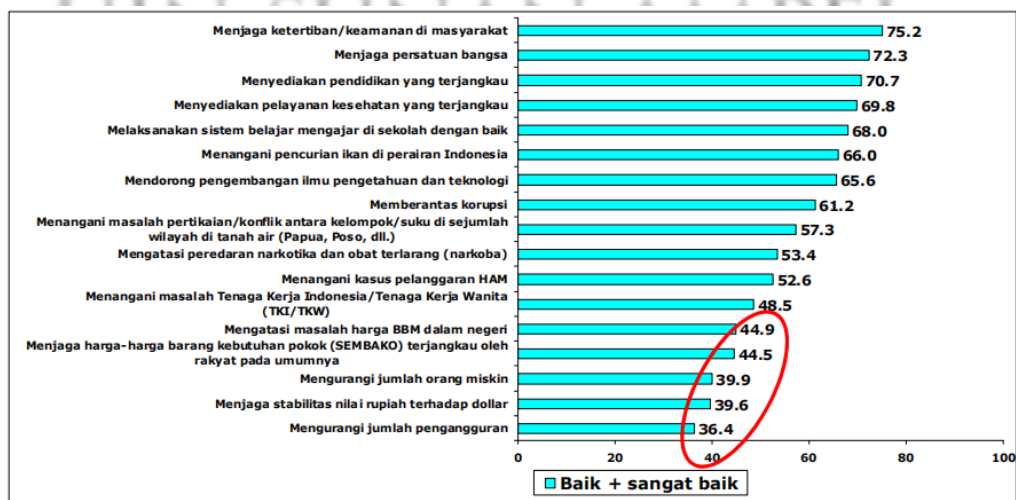 Menjaga ketertiban/keamanan di masyarakat 75.2
Menjaga persatuan bangsa 72.3
Menyediakan pendidikan yang terjangkau 70.7
Menyediakan pelayanan kesehatan yang terjangkau 69.8
Melaksanakan sistem belajar mengajar di sekolah dengan baik 68.0
Menangani pencurian ikan di perairan Indonesia 66.0
Mendorong pengembangan ilmu pengetahuan dan teknologi 65.6
Memberantas korupsi 61.2
Menangani masalah pertikaian/konflik antara kelompok/suku di sejumlah
wilayah di tanah air (Papua, Poso, dll.) 57.3
Mengatasi peredaran narkotika dan obat terlarang (narkoba) 53.4
Menangani kasus pelanggaran HAM 52.6
Menangani masalah Tenaga Kerja Indonesia/Tenaga Kerja Wanita
(TKI/TKW) 48.5
Mengatasi masalah harga BBM dalam negeri 44.9
Menjaga harga-harga barang kebutuhan pokok (SEMBAKO) terjangkau oleh
rakyat pada umumnya 44.5
Mengurangi jumlah orang miskin 39.9
Menjaga stabilitas nilai rupiah terhadap dollar 39.6
Mengurangi jumlah pengangguran 36.4
0 20 40 60 80 100
Baik + sangat baik